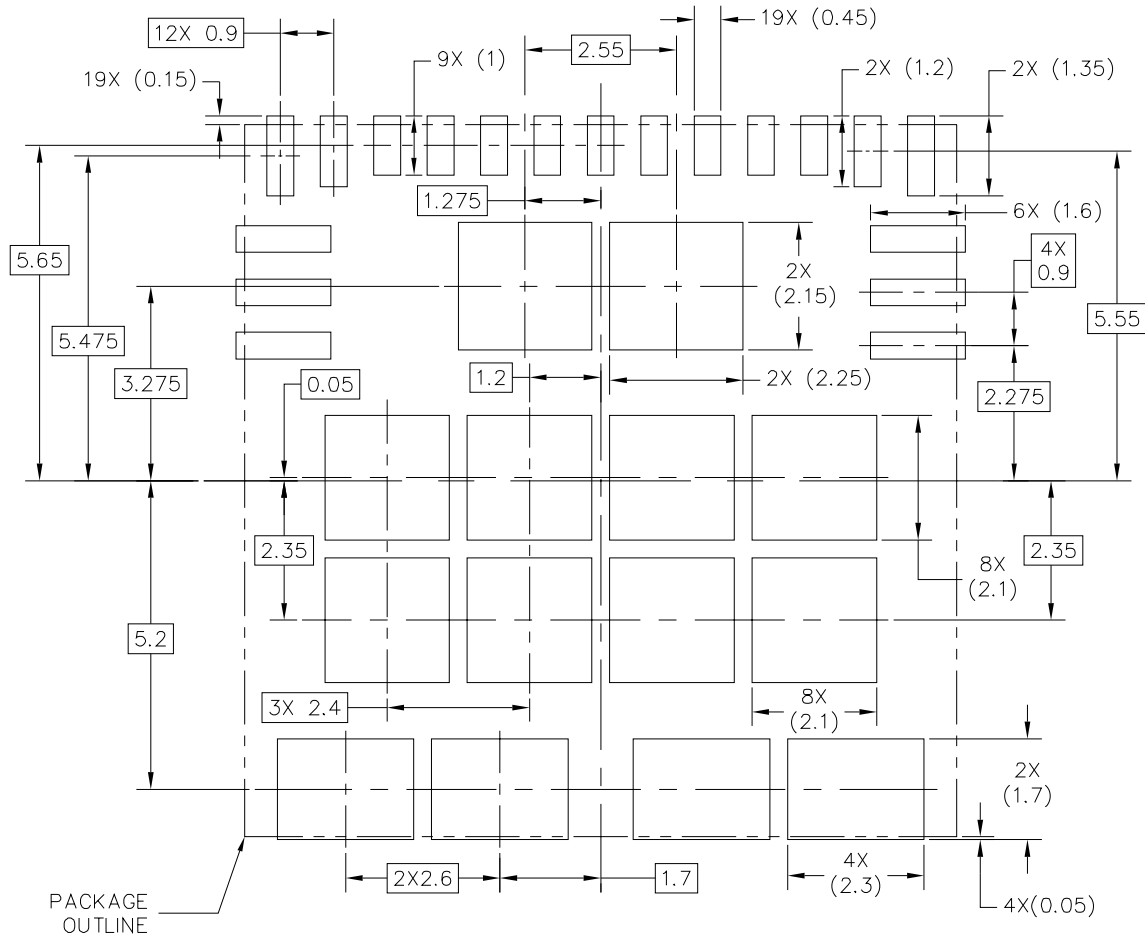 19X (0.45)
12X 0.9
2.55
9X (1)
2X (1.2)
2X (1.35)
19X (0.15)
1.275
6X (1.6)
5.65
4X
0.9
2X
(2.15)
5.55
5.475
3.275
0.05
1.2
2X (2.25)
2.275
2.35
2.35
8X
(2.1)
5.2
3X 2.4
8X
(2.1)
2X
(1.7)
2X2.6
1.7
4X
(2.3)
4X(0.05)
PACKAGE
OUTLINE